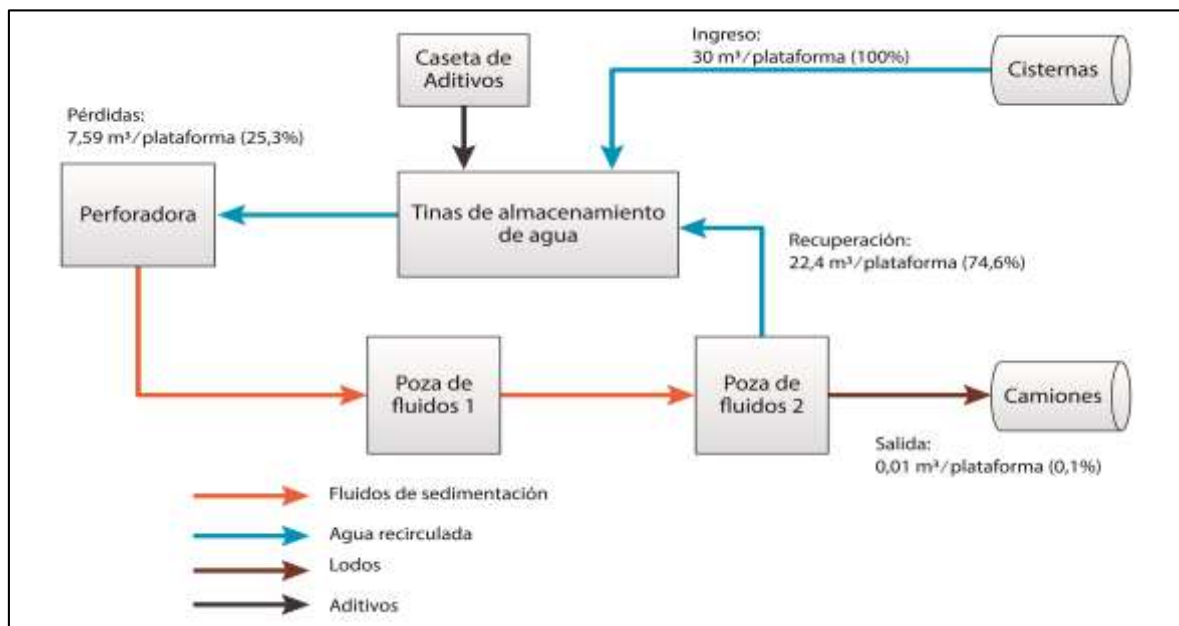 Ingreso:
30 m³/plataforma (100%)
Caseta de
Aditivos
Cisternas
Pérdidas:
7,59 m³/plataforma (25,3%)
Perforadora
Tinas de almacenamiento
de agua
Recuperación:
22,4 m³/plataforma (74,6%)
Poza de
fluidos 1
Poza de
fluidos 2
Camiones
Salida:
0,01 m³/plataforma (0,1%)
Fluidos de sedimentación
Agua recirculada
Lodos
Aditivos